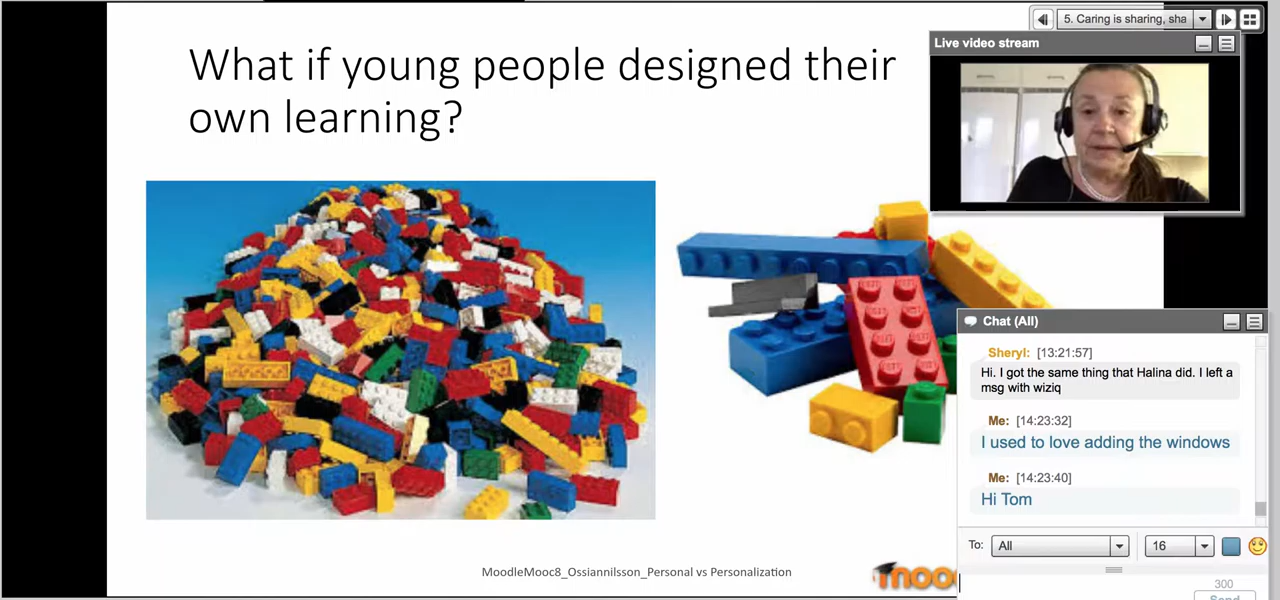 What if young people designed their
own learning?
MoodleMooc8_Ossiannilsson_Personal vs Personalization
5. Caring is sharing, sha
Live video stream
Chat (All)
Sheryl: [13:21:57]
Hi. I got the same thing that Halina did. I left a
msg with wiziq
Me: [14:23:32]
I used to love adding the windows
Me: [14:23:40]
Hi Tom
To: All 16
300
Send